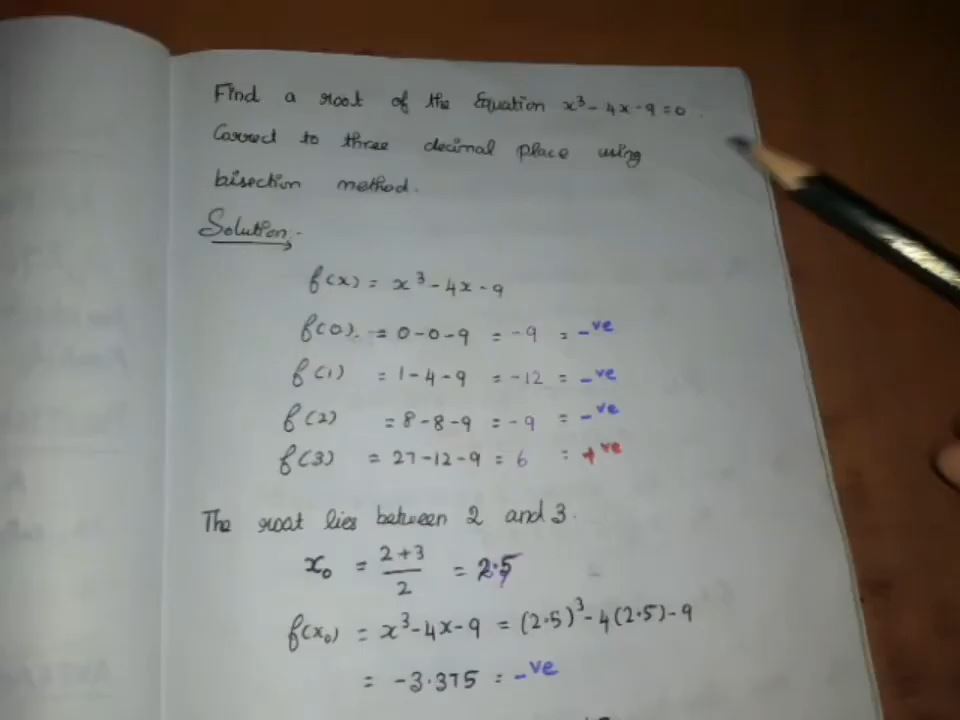 Find a root of the Equation x³ - 4x - 9 = 0.
Correct to three decimal place using
bisection method.
Solution:-
f(x) = x³ - 4x - 9
f(0). = 0 - 0 - 9 = -9 = -ve
f(1) = 1 - 4 - 9 = -12 = -ve
f(2) = 8 - 8 - 9 = -9 = -ve
f(3) = 27 - 12 - 9 = 6 = +ve
The root lies between 2 and 3.
x₀ = (2+3)/2 = 2.5
f(x₀) = x³ - 4x - 9 = (2.5)³ - 4(2.5) - 9
= -3.375 = -ve